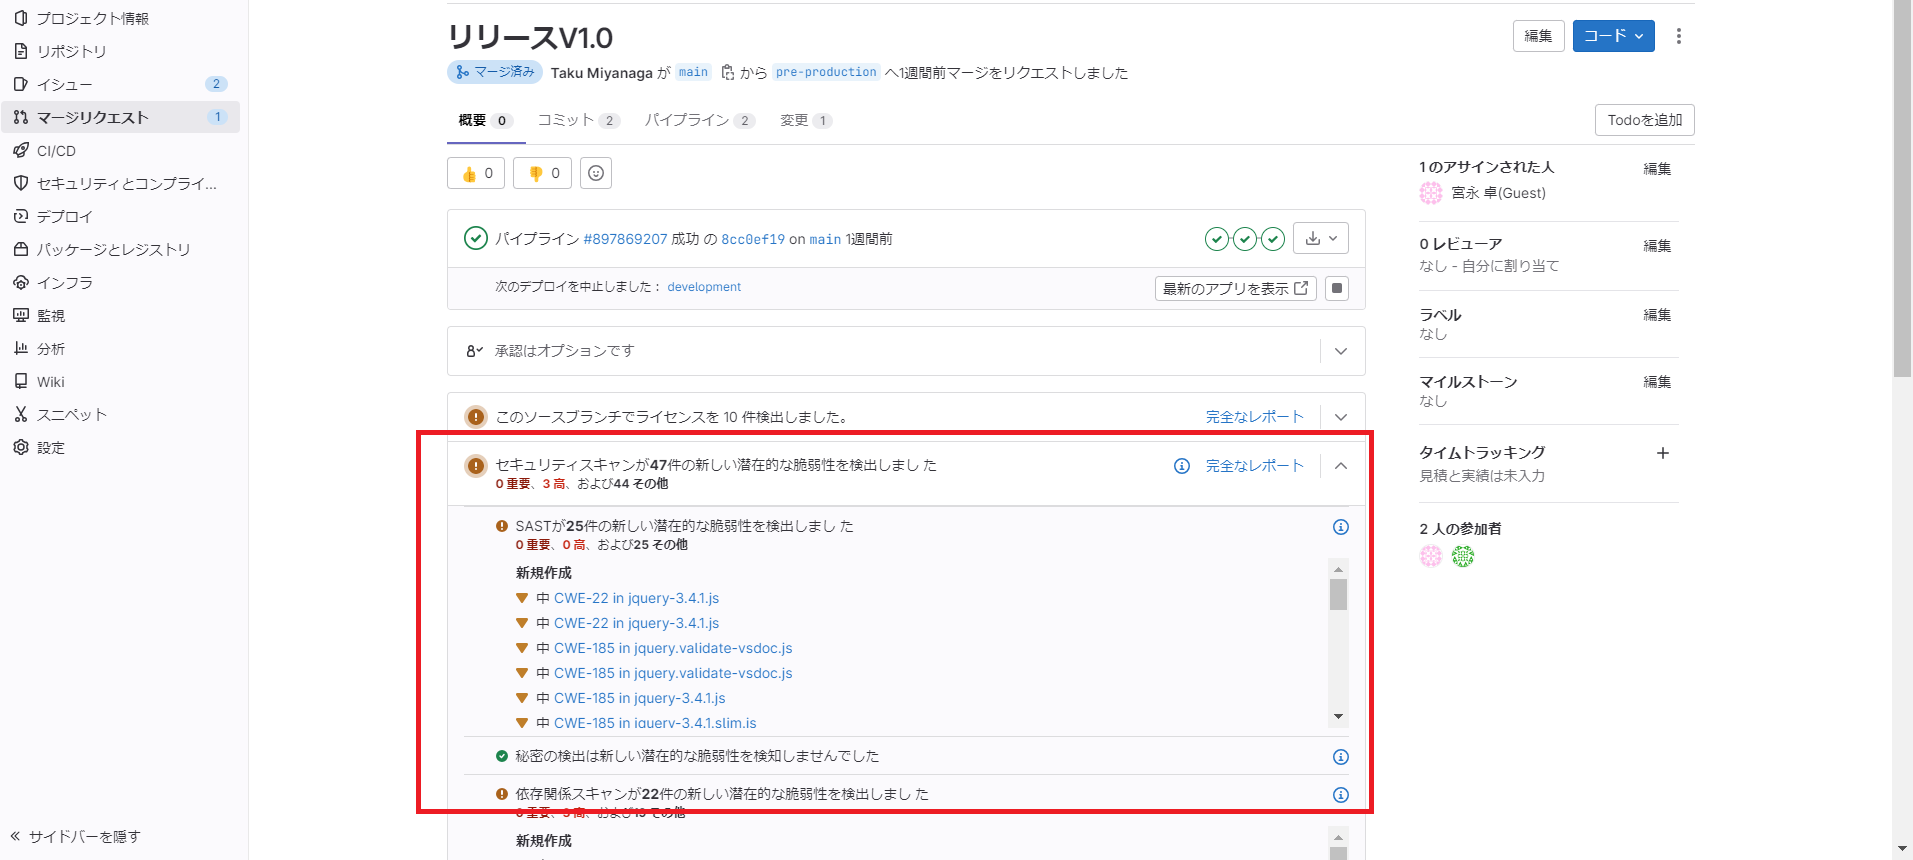 プロジェクト情報
リポジトリ
イシュー 2
マージリクエスト 1
CI/CD
セキュリティとコンプライ...
デプロイ
パッケージとレジストリ
インフラ
監視
分析
Wiki
スニペット
設定
サイドバーを隠す
リリースV1.0
編集
コード
マージ済み Taku Miyanaga が main から pre-production へ1週間前マージをリクエストしました
概要 0 コミット 2 パイプライン 2 変更 1
Todoを追加
0 0
パイプライン #897869207 成功 の 8cc0ef19 on main 1週間前
次のデプロイを中止しました： development
最新のアプリを表示
承認はオプションです
このソースブランチでライセンスを 10 件検出しました。 完全なレポート
セキュリティスキャンが47件の新しい潜在的な脆弱性を検出しまし た 完全なレポート
0 重要、3 高、および44 その他
SASTが25件の新しい潜在的な脆弱性を検出しまし た
0 重要、0 高、および25 その他
新規作成
中 CWE-22 in jquery-3.4.1.js
中 CWE-22 in jquery-3.4.1.js
中 CWE-185 in jquery.validate-vsdoc.js
中 CWE-185 in jquery.validate-vsdoc.js
中 CWE-185 in jquery-3.4.1.js
中 CWE-185 in jquery-3.4.1.slim.js
秘密の検出は新しい潜在的な脆弱性を検知しませんでした
依存関係スキャンが22件の新しい潜在的な脆弱性を検出しまし た
0 重要、3 高、および19 その他
新規作成
1のアサインされた人 編集
宮永 卓(Guest)
0 レビューア 編集
なし - 自分に割り当て
ラベル 編集
なし
マイルストーン 編集
なし
タイムトラッキング
見積と実績は未入力
2 人の参加者